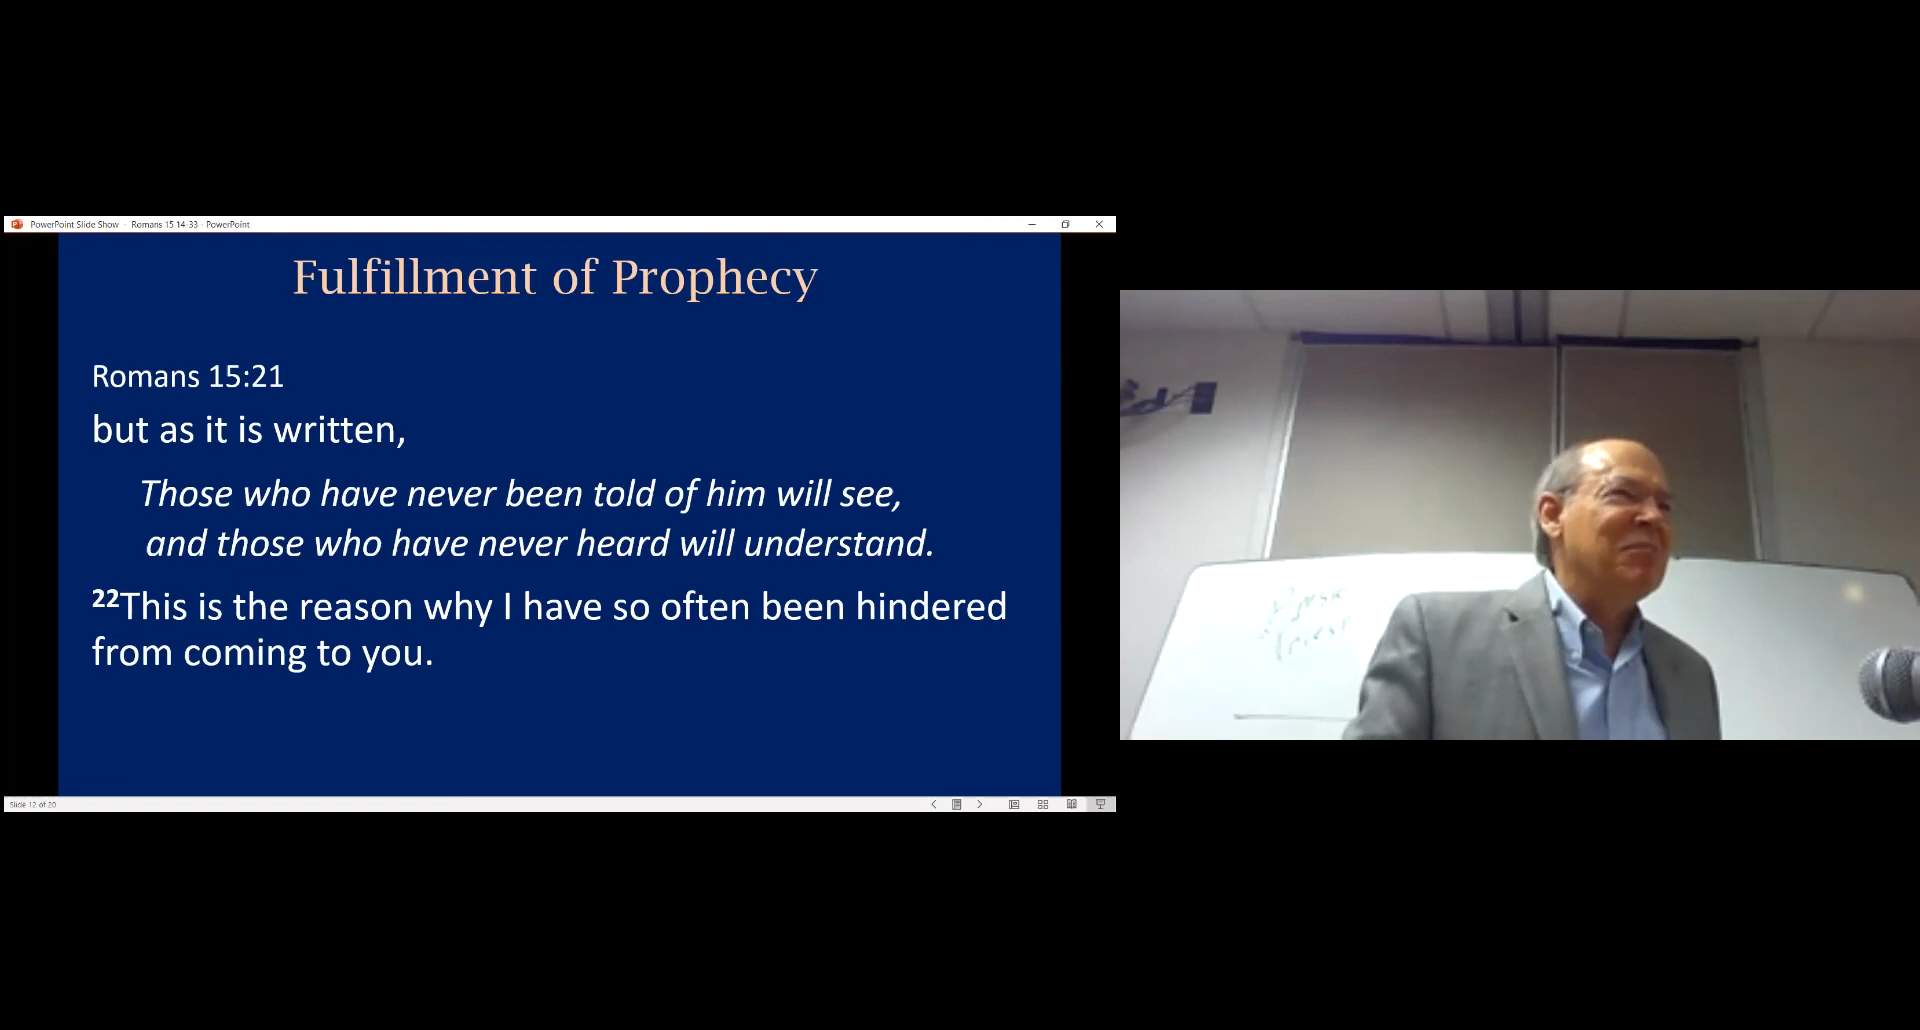 PowerPoint Slide Show - Romans 15 14-33 - PowerPoint
Fulfillment of Prophecy
Romans 15:21
but as it is written,
Those who have never been told of him will see,
and those who have never heard will understand.
22This is the reason why I have so often been hindered
from coming to you.
Slide 12 of 20